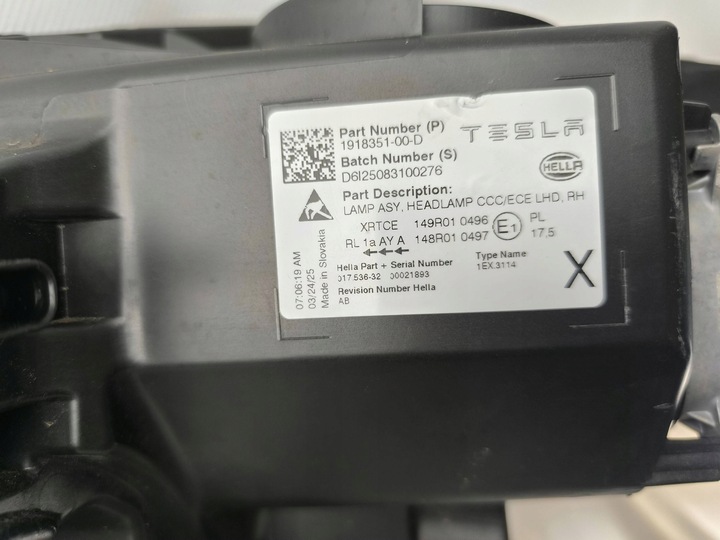 Part Number (P)
1918351-00-D
TESLA
Batch Number (S)
D6I25083100276
HELLA
Part Description:
LAMP ASY, HEADLAMP CCC/ECE LHD, RH
XRTCE 149R01 0496 E1 PL
RL 1a AY A 148R01 0497 17,5
Hella Part + Serial Number
017.536-32 00021893
Type Name
1EX.3114
Revision Number Hella
AB
X
07:06:19 AM
03/24/25
Made in Slovakia